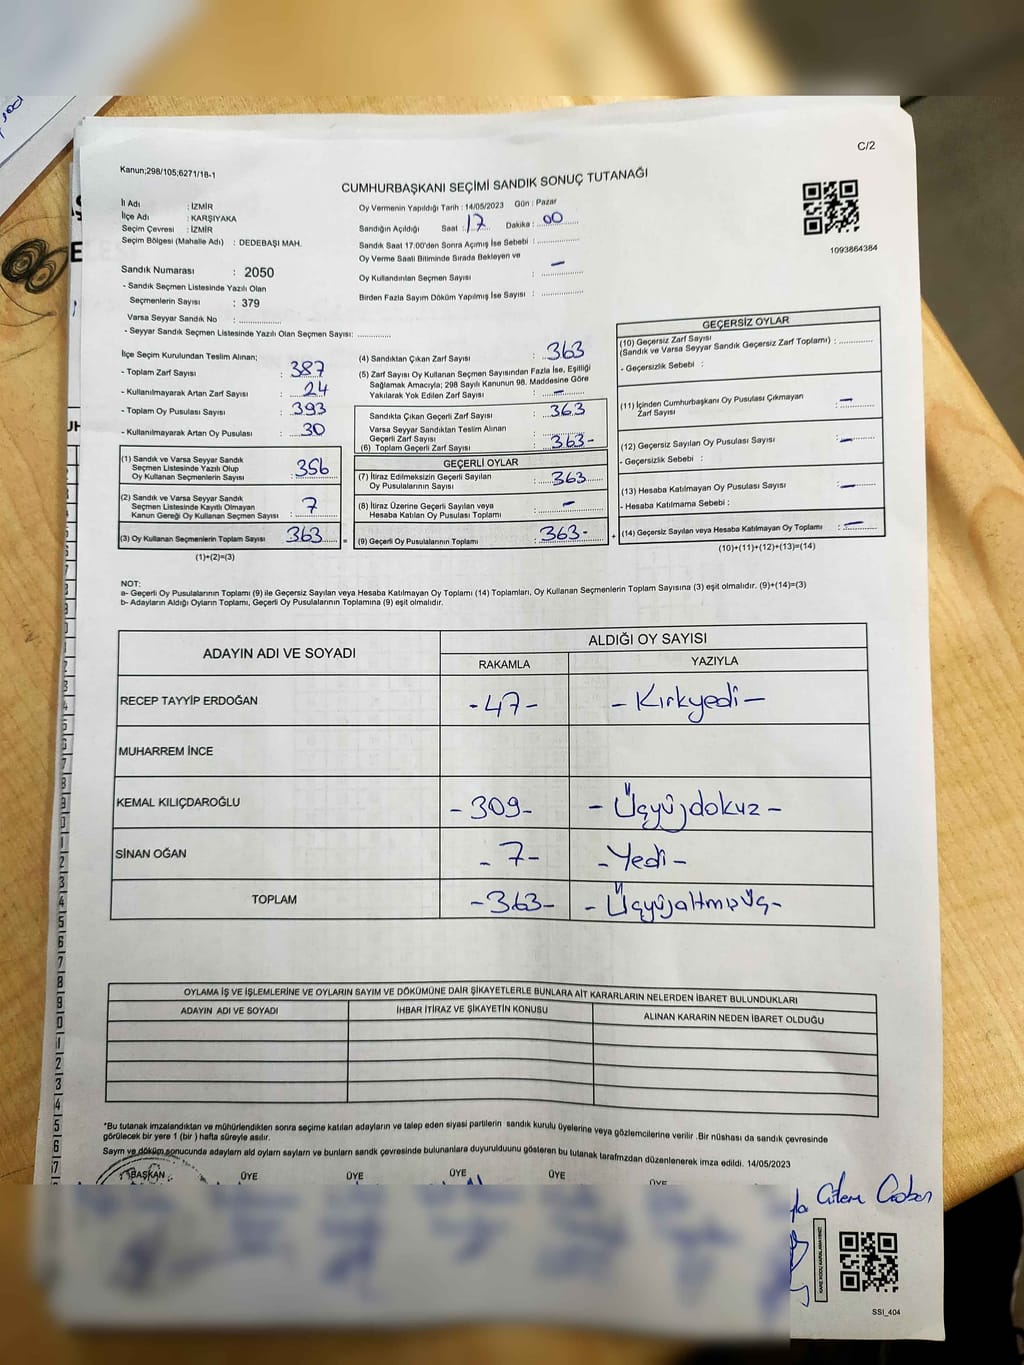 C/2
Kanun;298/105;6271/18-1
CUMHURBAŞKANI SEÇİMİ SANDIK SONUÇ TUTANAĞI
İl Adı : İZMİR
İlçe Adı : KARŞIYAKA
Seçim Çevresi : İZMİR
Seçim Bölgesi (Mahalle Adı) : DEDEBAŞI MAH.
Sandık Numarası : 2050
- Sandık Seçmen Listesinde Yazılı Olan
Seçmenlerin Sayısı : 379
Varsa Seyyar Sandık No : ..............
- Seyyar Sandık Seçmen Listesinde Yazılı Olan Seçmen Sayısı: ............
Oy Vermenin Yapıldığı Tarih : 14/05/2023 Gün : Pazar
Sandığın Açıldığı Saat : 17 Dakika : 00
Sandık Saat 17:00'den Sonra Açımış İse Sebebi : ..............
Oy Verme Saati Bitiminde Sırada Bekleyen ve
Oy Kullandırılan Seçmen Sayısı : –
Birden Fazla Sayım Döküm Yapılmış İse Sayısı : ..............
1093864384
İlçe Seçim Kurulundan Teslim Alınan;
- Toplam Zarf Sayısı : 387
- Kullanılmayarak Artan Zarf Sayısı : 24
- Toplam Oy Pusulası Sayısı : 393
- Kullanılmayarak Artan Oy Pusulası : 30
(1) Sandık ve Varsa Seyyar Sandık
Seçmen Listesinde Yazılı Olup
Oy Kullanan Seçmenlerin Sayısı : 356
(2) Sandık ve Varsa Seyyar Sandık
Seçmen Listesinde Kayıtlı Olmayan
Kanun Gereği Oy Kullanan Seçmen Sayısı : 7
(3) Oy Kullanan Seçmenlerin Toplam Sayısı : 363
(1)+(2)=(3)
(4) Sandıktan Çıkan Zarf Sayısı : 363
(5) Zarf Sayısı Oy Kullanan Seçmen Sayısından Fazla İse, Eşitliği
Sağlamak Amacıyla; 298 Sayılı Kanunun 98. Maddesine Göre
Yakılarak Yok Edilen Zarf Sayısı : –
Sandıkta Çıkan Geçerli Zarf Sayısı : 363
Varsa Seyyar Sandıktan Teslim Alınan
Geçerli Zarf Sayısı
(6) Toplam Geçerli Zarf Sayısı : 363-
GEÇERLİ OYLAR
(7) İtiraz Edilmeksizin Geçerli Sayılan
Oy Pusulalarının Sayısı : 363
(8) İtiraz Üzerine Geçerli Sayılan veya
Hesaba Katılan Oy Pusulası Toplamı : –
= (9) Geçerli Oy Pusulalarının Toplamı : 363-
GEÇERSİZ OYLAR
(10) Geçersiz Zarf Sayısı
(Sandık ve Varsa Seyyar Sandık Geçersiz Zarf Toplamı) : ............
- Geçersizlik Sebebi :
(11) İçinden Cumhurbaşkanı Oy Pusulası Çıkmayan
Zarf Sayısı : –
(12) Geçersiz Sayılan Oy Pusulası Sayısı : –
- Geçersizlik Sebebi :
(13) Hesaba Katılmayan Oy Pusulası Sayısı : –
- Hesaba Katılmama Sebebi :
+ (14) Geçersiz Sayılan veya Hesaba Katılmayan Oy Toplamı : –
(10)+(11)+(12)+(13)=(14)
NOT:
a- Geçerli Oy Pusulalarının Toplamı (9) ile Geçersiz Sayılan veya Hesaba Katılmayan Oy Toplamı (14) Toplamları, Oy Kullanan Seçmenlerin Toplam Sayısına (3) eşit olmalıdır. (9)+(14)=(3)
b- Adayların Aldığı Oyların Toplamı, Geçerli Oy Pusulalarının Toplamına (9) eşit olmalıdır.
ADAYIN ADI VE SOYADI ALDIĞI OY SAYISI
RAKAMLA YAZIYLA
RECEP TAYYİP ERDOĞAN -47- -Kırkyedi-
MUHARREM İNCE
KEMAL KILIÇDAROĞLU -309- -Üçyüzdokuz-
SİNAN OĞAN -7- -Yedi-
TOPLAM -363- -Üçyüzaltmışüç-
OYLAMA İŞ VE İŞLEMLERİNE VE OYLARIN SAYIM VE DÖKÜMÜNE DAİR ŞİKAYETLERLE BUNLARA AİT KARARLARIN NELERDEN İBARET BULUNDUKLARI
ADAYIN ADI VE SOYADI İHBAR İTİRAZ VE ŞİKAYETİN KONUSU ALINAN KARARIN NEDEN İBARET OLDUĞU
*Bu tutanak imzalandıktan ve mühürlendikten sonra seçime katılan adayların ve talep eden siyasi partilerin sandık kurulu üyelerine veya gözlemcilerine verilir .Bir nüshası da sandık çevresinde
görülecek bir yere 1 (bir ) hafta süreyle asılır.
Sayım ve döküm sonucunda adayların ald oyların sayıları ve bunların sandık çevresinde bulunanlara duyurulduunu gösteren bu tutanak tarafmzdan düzenlenerek imza edildi. 14/05/2023
BAŞKAN ÜYE ÜYE ÜYE ÜYE ÜYE
SSI_404